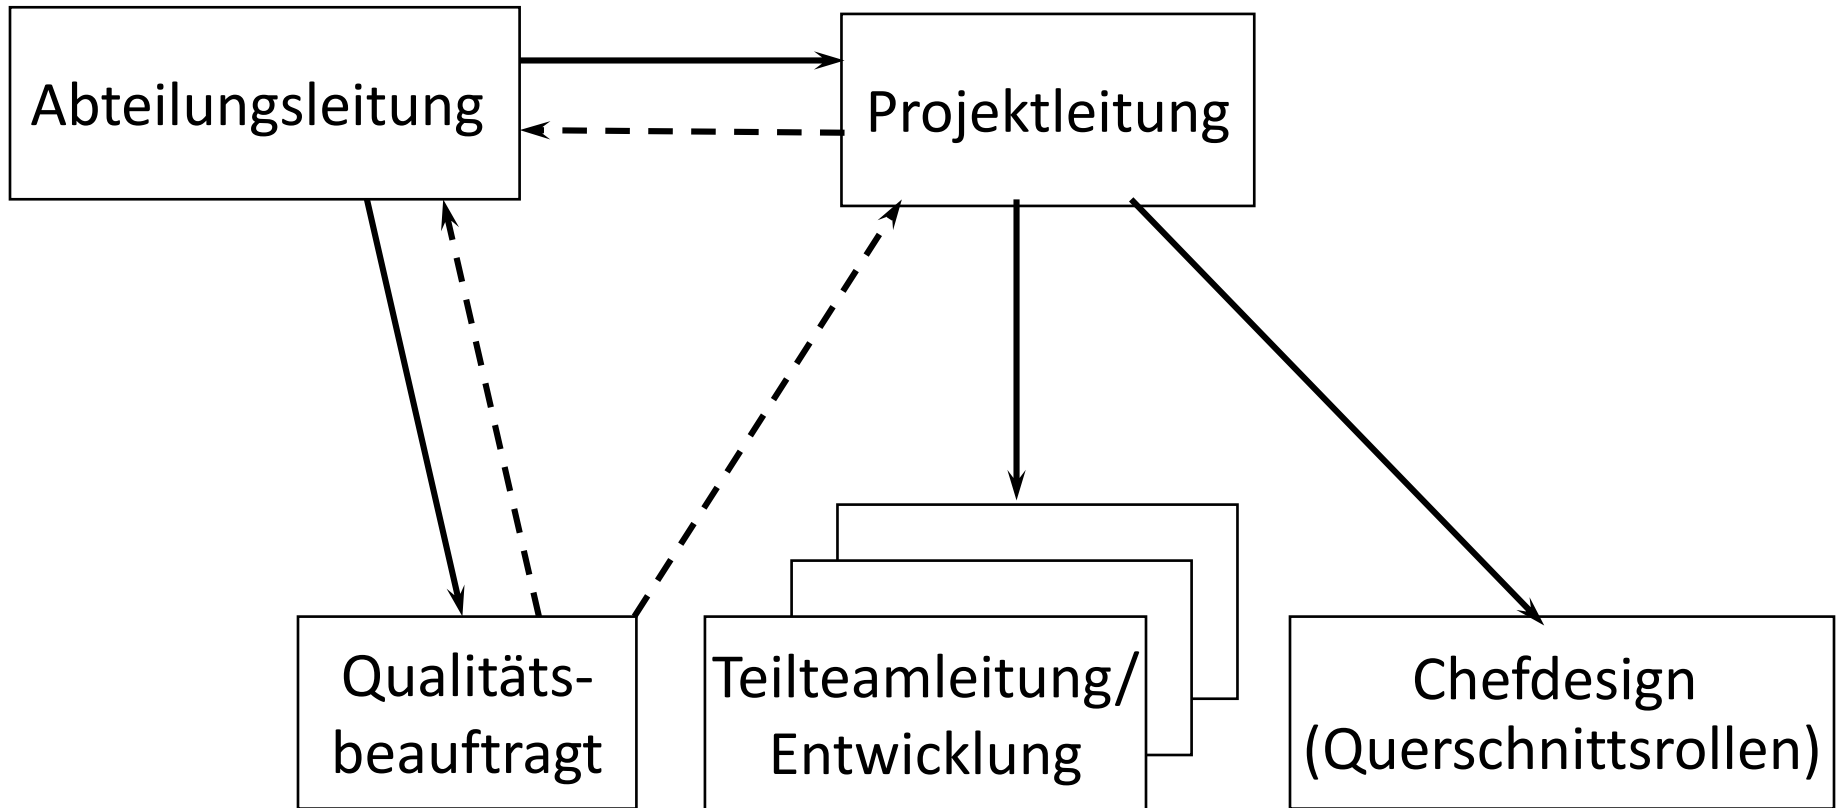 Abteilungsleitung
Projektleitung
Qualitäts-
beauftragt
Teilteamleitung/
Entwicklung
Chefdesign
(Querschnittsrollen)